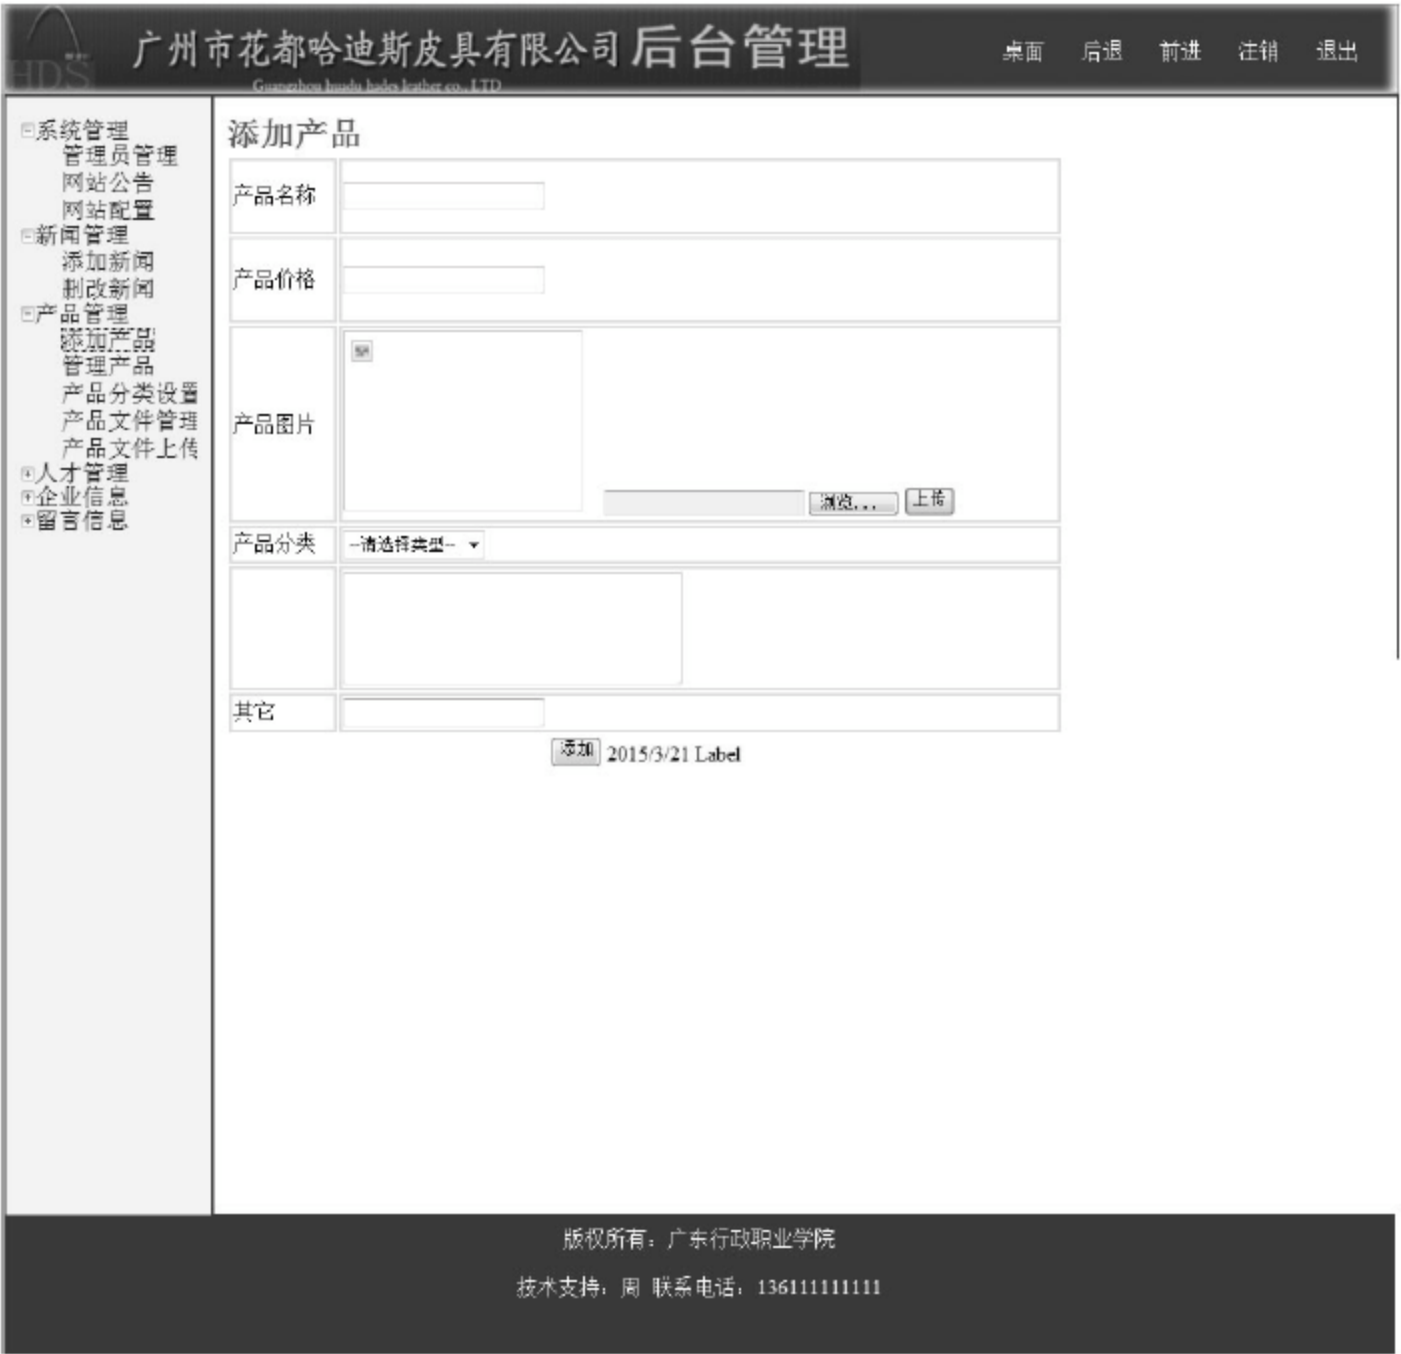 HDS
广州市花都哈迪斯皮具有限公司 后台管理
Guangzhou huadu hades leather co., LTD
桌面 后退 前进 注销 退出
系统管理
管理员管理
网站公告
网站配置
新闻管理
添加新闻
删改新闻
产品管理
添加产品
管理产品
产品分类设置
产品文件管理
产品文件上传
人才管理
企业信息
留言信息
添加产品
产品名称
产品价格
产品图片
浏览... 上传
产品分类 --请选择类型--
其它
添加 2015/3/21 Label
版权所有：广东行政职业学院
技术支持：周 联系电话：136111111111